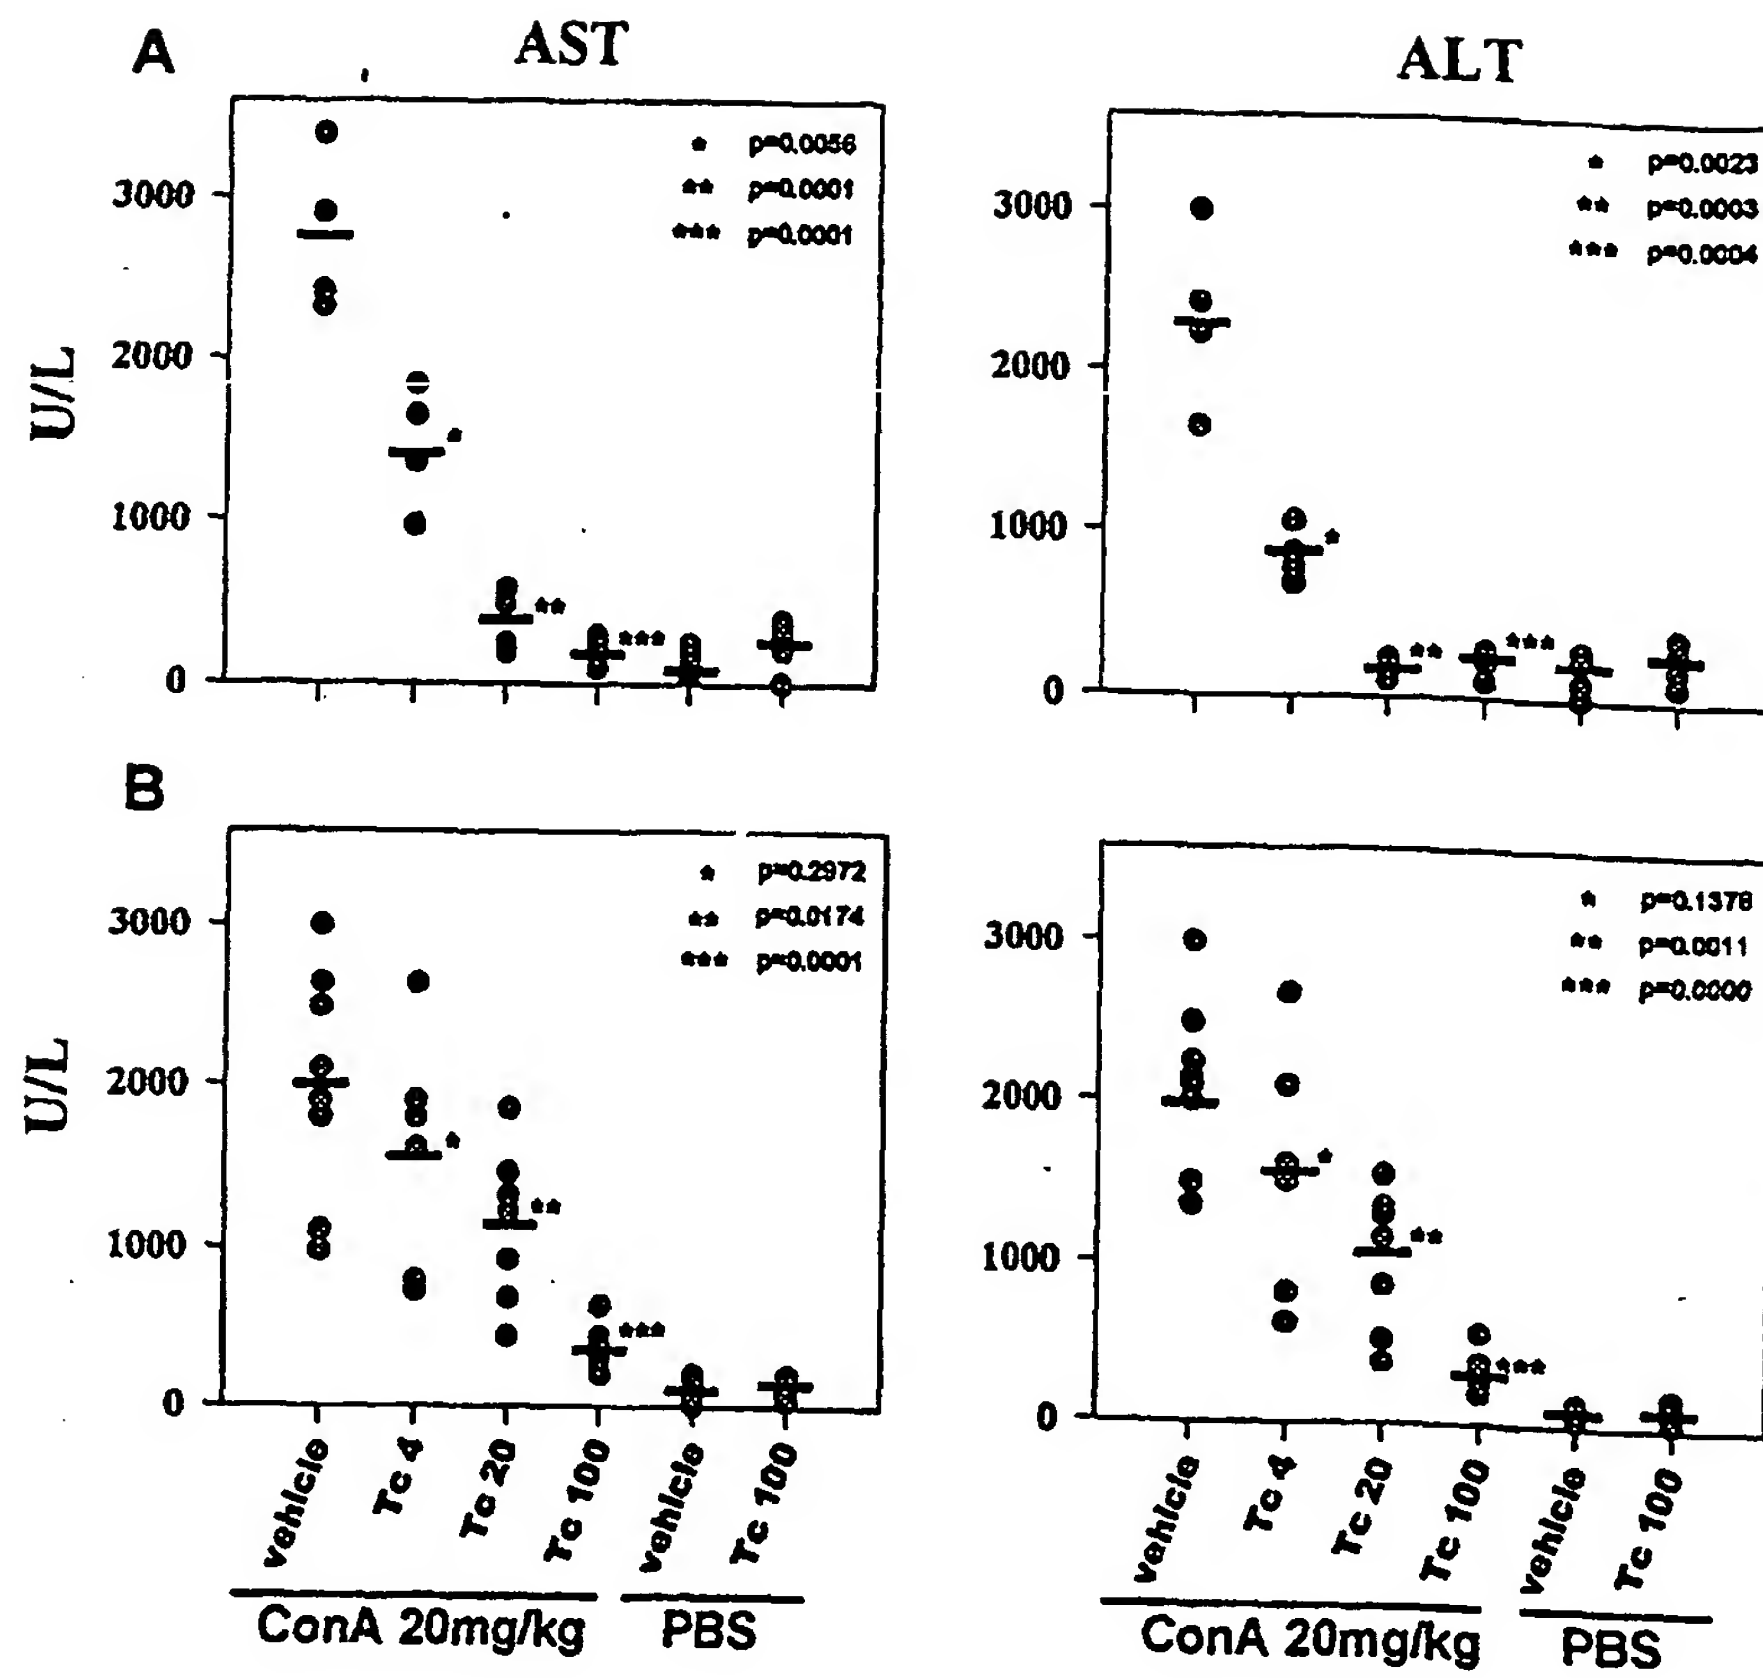 A
AST
ALT
* p=0.0056
** p=0.0001
*** p=0.0001
3000
2000
1000
0
U/L
* p=0.0023
** p=0.0003
*** p=0.0004
3000
2000
1000
0
*
**
***
*
**
***
B
* p=0.2972
** p=0.0174
*** p=0.0001
3000
2000
1000
0
U/L
* p=0.1378
** p=0.0011
*** p=0.0000
3000
2000
1000
0
*
**
***
*
**
***
vehicle
Tc 4
Tc 20
Tc 100
vehicle
Tc 100
vehicle
Tc 4
Tc 20
Tc 100
vehicle
Tc 100
ConA 20mg/kg
PBS
ConA 20mg/kg
PBS